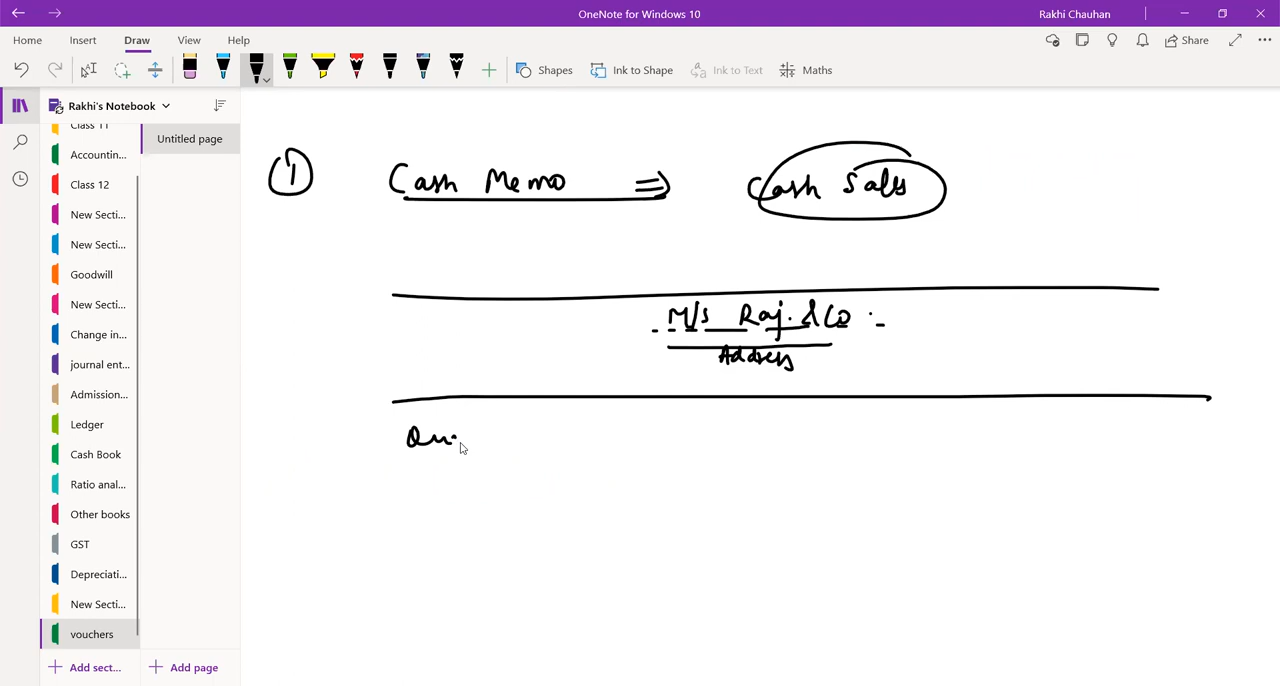 OneNote for Windows 10
Rakhi Chauhan
Home
Insert
Draw
View
Help
Share
Shapes
Ink to Shape
Ink to Text
Maths
Rakhi's Notebook
Class 11
Accountin...
Class 12
New Secti...
New Secti...
Goodwill
New Secti...
Change in...
journal ent...
Admission...
Ledger
Cash Book
Ratio anal...
Other books
GST
Depreciati...
New Secti...
vouchers
Add sect...
Untitled page
Add page
1 Cash Memo ⇒ Cash Sales
M/s Raj. & Co.
Address